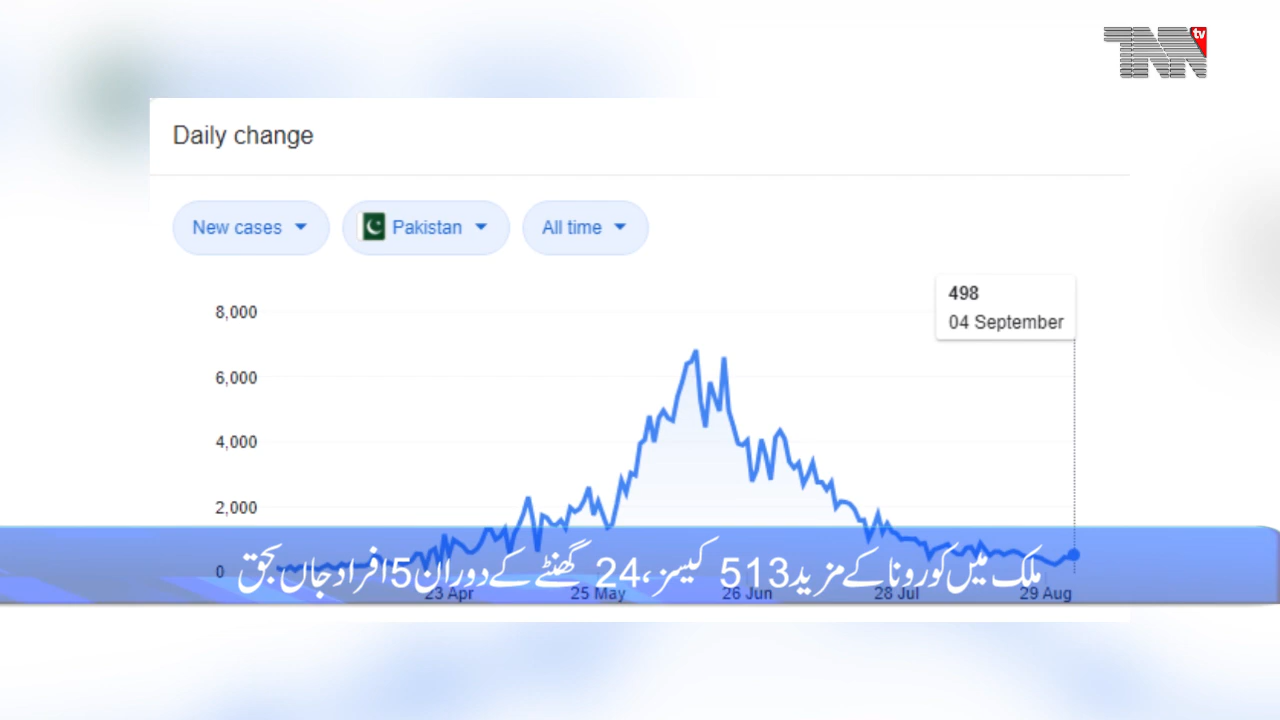 TNN tv
Daily change
New cases
Pakistan
All time
498
04 September
8,000
6,000
4,000
2,000
0
ملک میں کورونا کے مزید 513 کیسز، 24 گھنٹے کے دوران 5 افراد جاں بحق
23 Apr 25 May 26 Jun 28 Jul 29 Aug